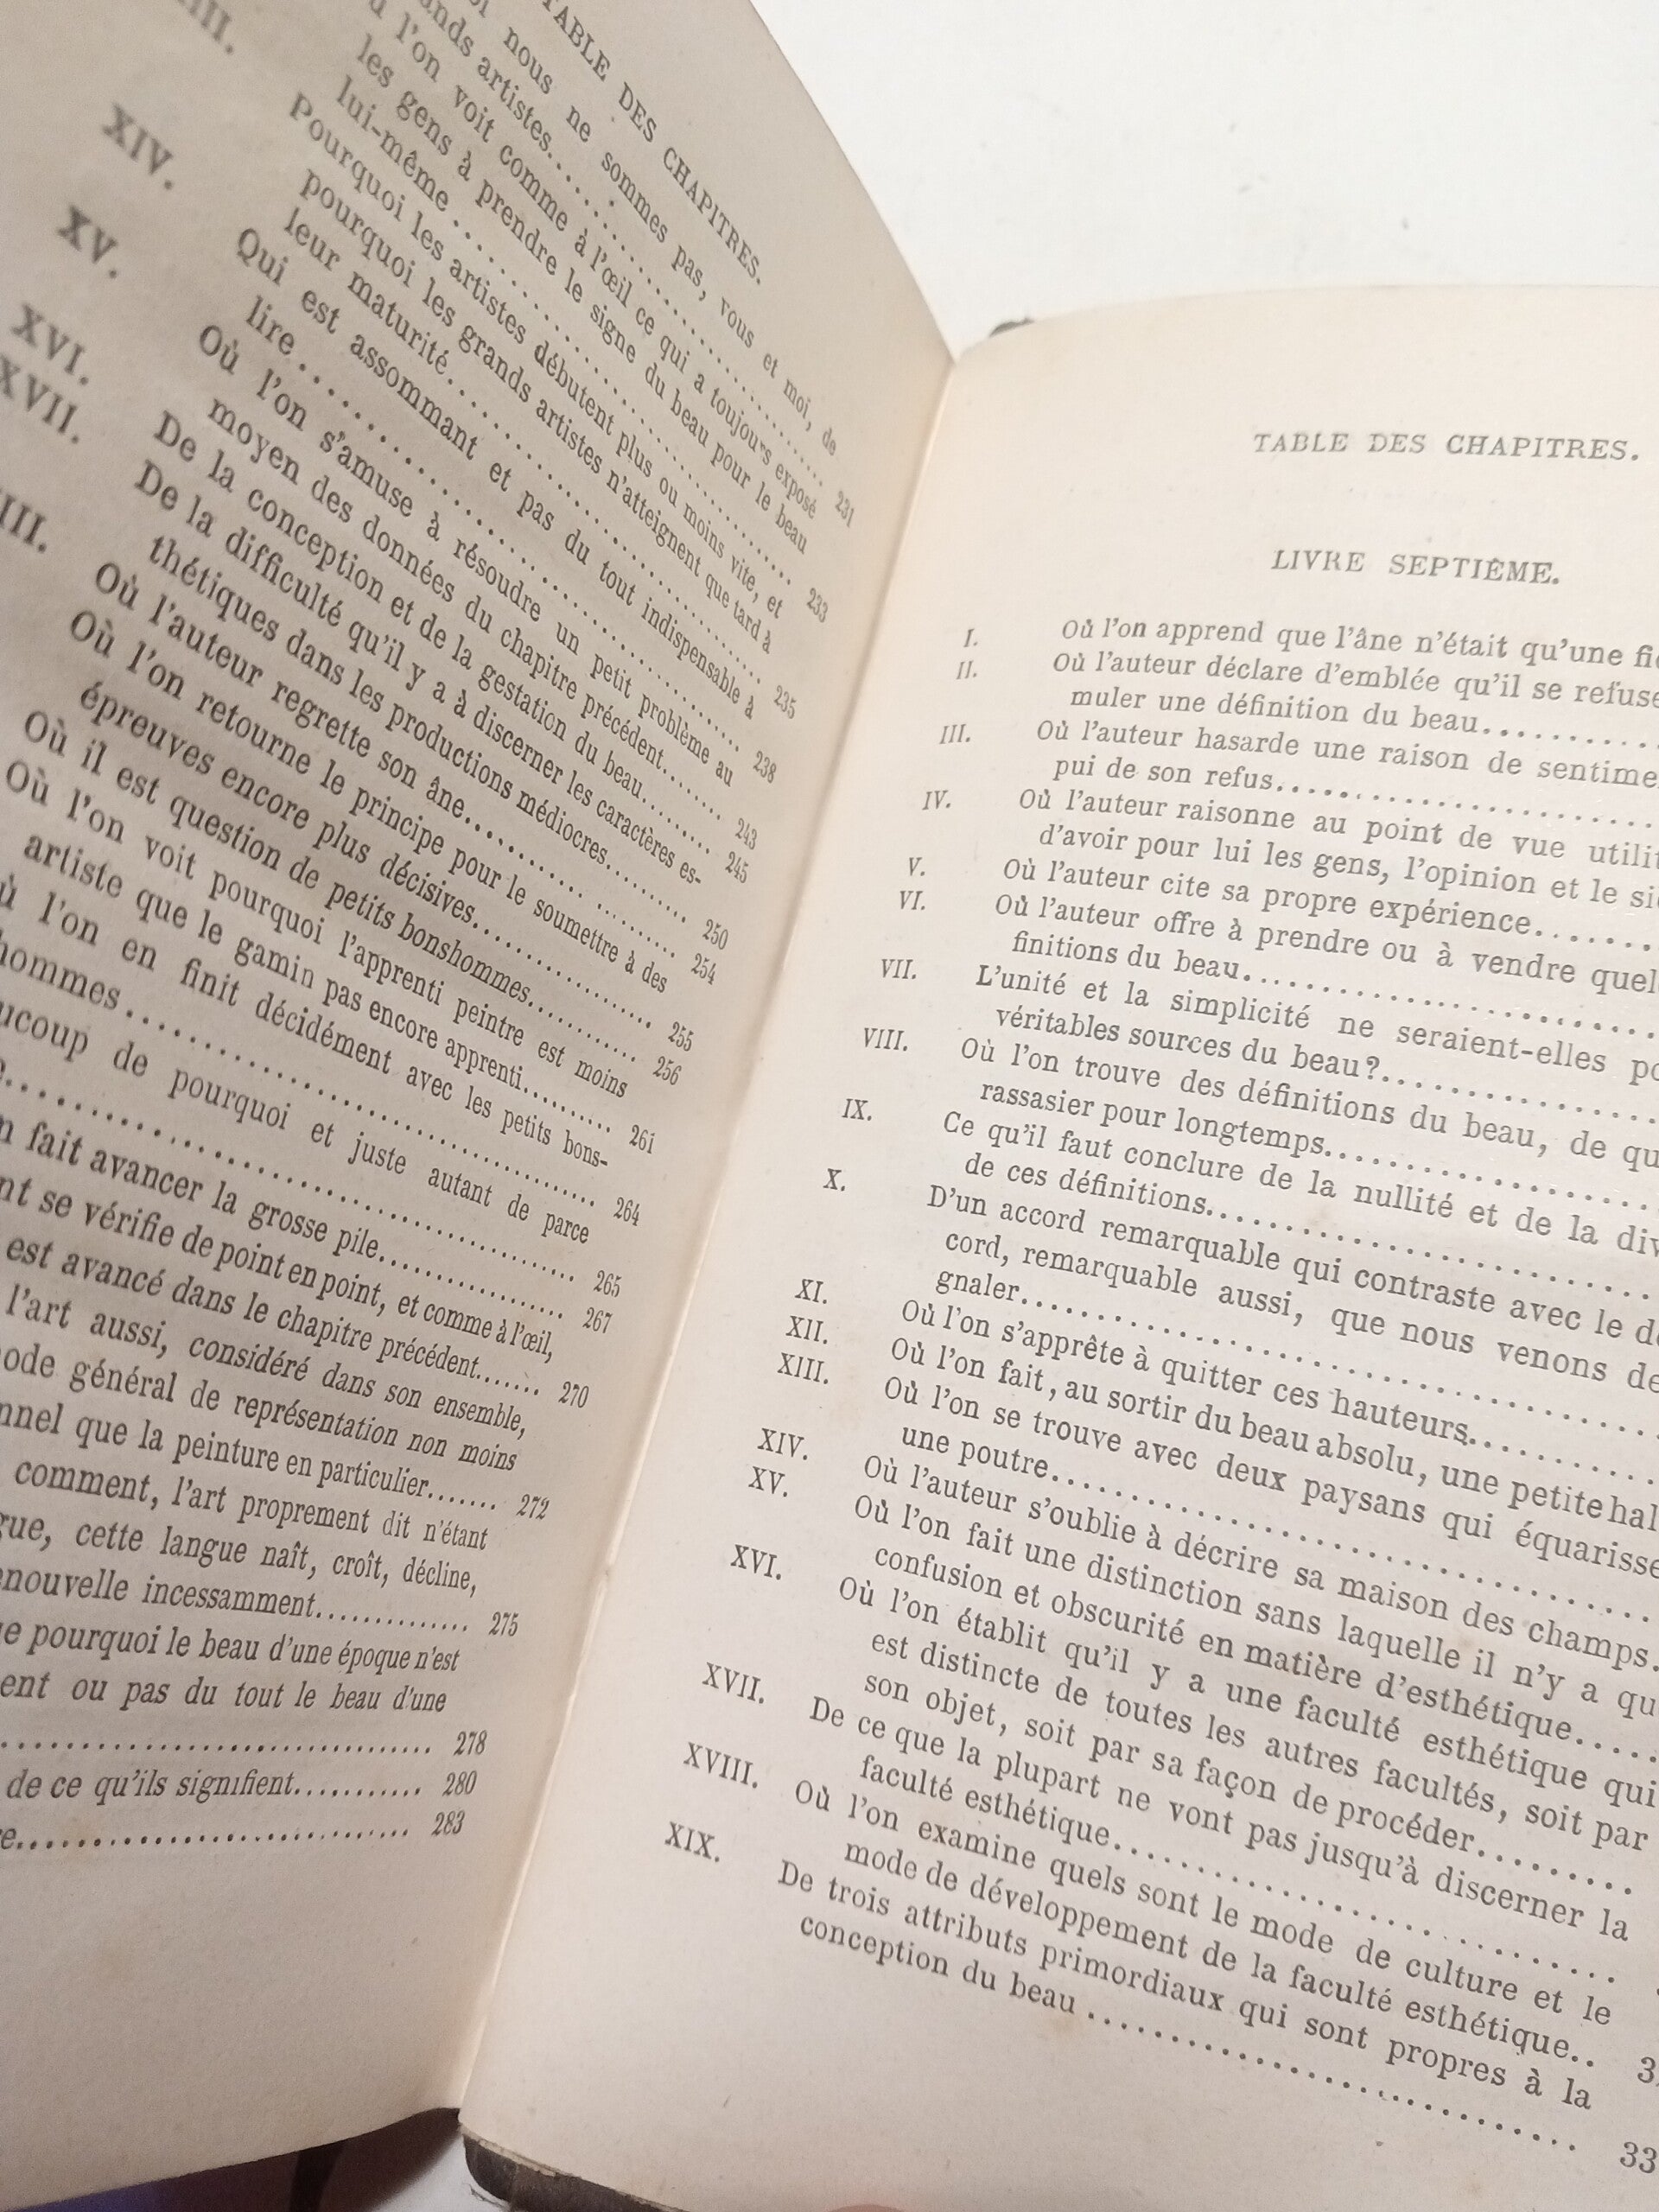 TABLE DES CHAPITRES.
nous ne sommes pas, vous et moi, de
artistes.......... 231
l'on voit comme à l'œil ce qui a toujours exposé
les gens à prendre le signe du beau pour le beau
lui-même.......... 233
XIV. Pourquoi les artistes débutent plus ou moins vite, et
pourquoi les grands artistes n'atteignent que tard à
leur maturité.......... 235
XV. Qui est assommant et pas du tout indispensable à
lire.......... 238
XVI. Où l'on s'amuse à résoudre un petit problème au
moyen des données du chapitre précédent........ 243
XVII. De la conception et de la gestation du beau.......... 245
De la difficulté qu'il y a à discerner les caractères es-
thétiques dans les productions médiocres.......... 250
Où l'auteur regrette son âne.......... 254
Où l'on retourne le principe pour le soumettre à des
épreuves encore plus décisives.......... 255
Où il est question de petits bonshommes.......... 256
Où l'on voit pourquoi l'apprenti peintre est moins
artiste que le gamin pas encore apprenti.......... 261
l'on en finit décidément avec les petits bons-
hommes.......... 264
de pourquoi et juste autant de parce
.......... 265
fait avancer la grosse pile.......... 267
se vérifie de point en point, et comme à l'œil,
est avancé dans le chapitre précédent....... 270
l'art aussi, considéré dans son ensemble,
général de représentation non moins
que la peinture en particulier....... 272
comment, l'art proprement dit n'étant
cette langue naît, croît, décline,
incessamment.............. 275
pourquoi le beau d'une époque n'est
ou pas du tout le beau d'une
.......... 278
de ce qu'ils signifient........... 280
.......... 283
TABLE DES CHAPITRES.
LIVRE SEPTIÈME.
I. Où l'on apprend que l'âne n'était qu'une
II. Où l'auteur déclare d'emblée qu'il se refuse
muler une définition du beau..........
III. Où l'auteur hasarde une raison de
pui de son refus..........
IV. Où l'auteur raisonne au point de vue
d'avoir pour lui les gens, l'opinion et le
V. Où l'auteur cite sa propre expérience.......
VI. Où l'auteur offre à prendre ou à vendre
finitions du beau..........
VII. L'unité et la simplicité ne seraient-elles
véritables sources du beau?..........
VIII. Où l'on trouve des définitions du beau, de
rassasier pour longtemps..........
IX. Ce qu'il faut conclure de la nullité et de la
de ces définitions..........
X. D'un accord remarquable qui contraste avec le
cord, remarquable aussi, que nous venons
gnaler..........
XI. Où l'on s'apprête à quitter ces hauteurs..........
XII. Où l'on fait, au sortir du beau absolu, une petite
XIII. Où l'on se trouve avec deux paysans qui
une poutre..........
XIV. Où l'auteur s'oublie à décrire sa maison des champs.
XV. Où l'on fait une distinction sans laquelle il n'y a
confusion et obscurité en matière d'esthétique.....
XVI. Où l'on établit qu'il y a une faculté esthétique qui
est distincte de toutes les autres facultés, soit par
son objet, soit par sa façon de procéder.........
XVII. De ce que la plupart ne vont pas jusqu'à discerner la
faculté esthétique..........
XVIII. Où l'on examine quels sont le mode de culture et le
mode de développement de la faculté esthétique..
XIX. De trois attributs primordiaux qui sont propres à la
conception du beau..........